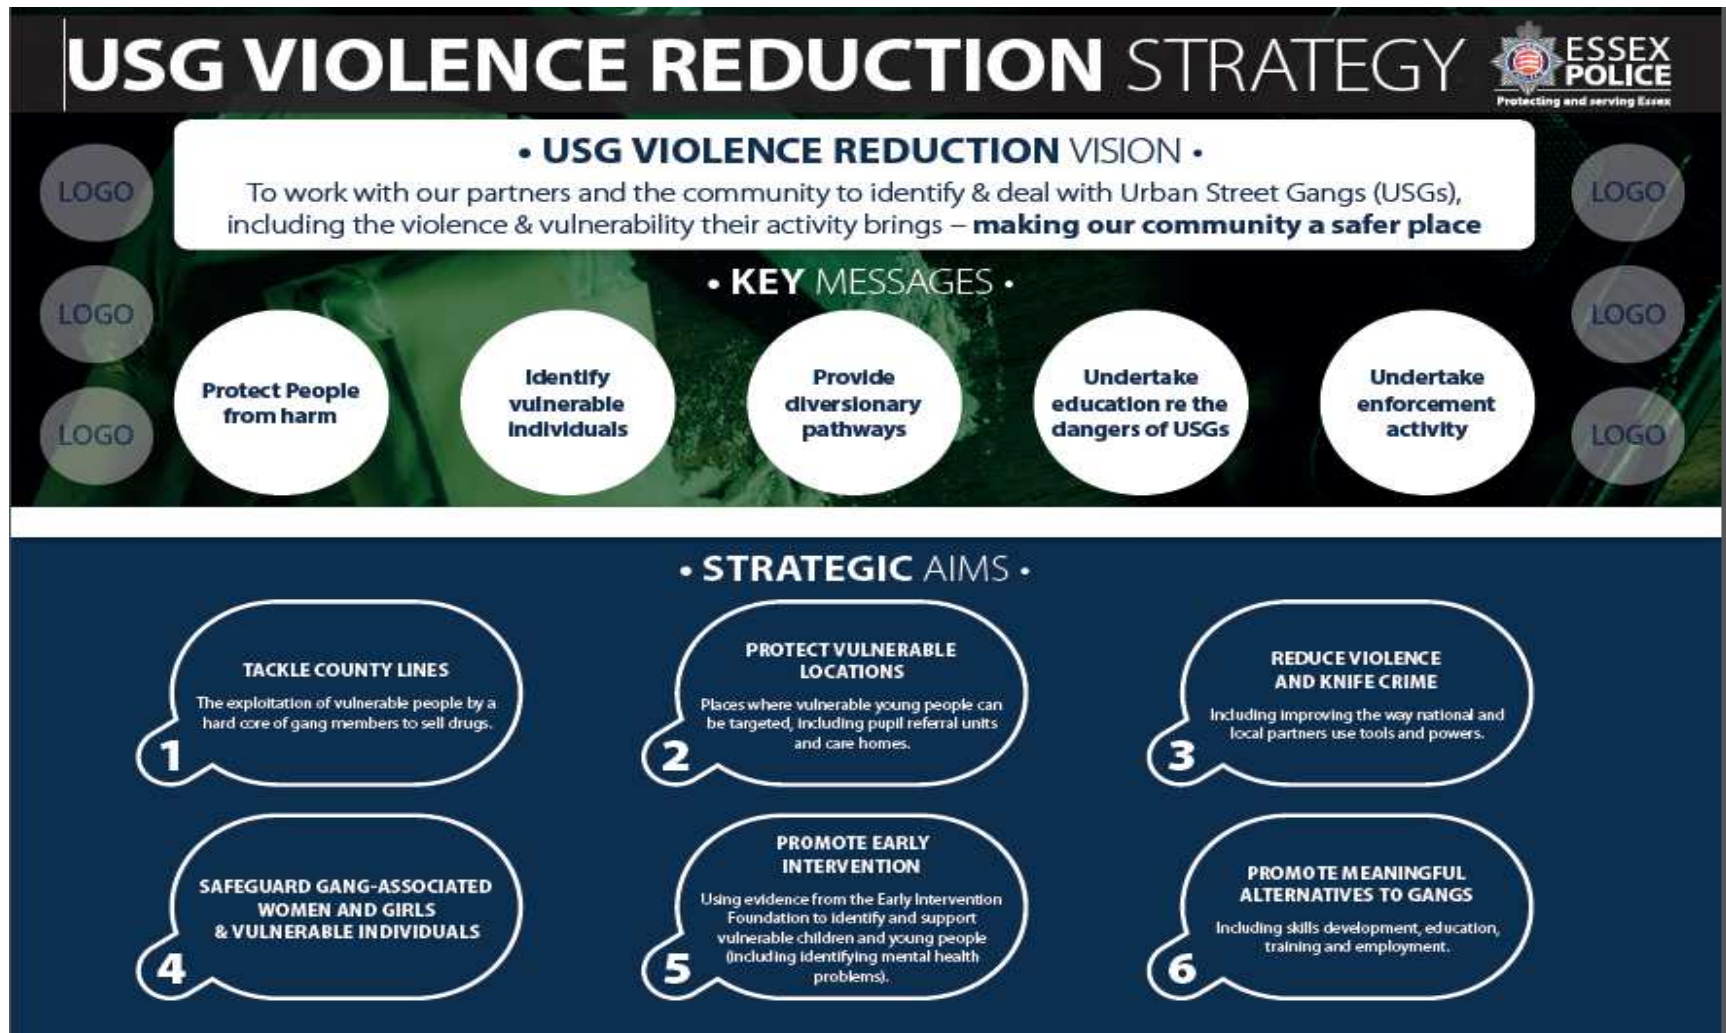 USG VIOLENCE REDUCTION STRATEGY
ESSEX
POLICE
Protecting and serving Essex
• USG VIOLENCE REDUCTION VISION •
To work with our partners and the community to identify & deal with Urban Street Gangs (USGs),
including the violence & vulnerability their activity brings – making our community a safer place
LOGO
LOGO
LOGO
LOGO
LOGO
LOGO
• KEY MESSAGES •
Protect People
from harm
Identify
vulnerable
individuals
Provide
diversionary
pathways
Undertake
education re the
dangers of USGs
Undertake
enforcement
activity
• STRATEGIC AIMS •
TACKLE COUNTY LINES
The exploitation of vulnerable people by a
hard core of gang members to sell drugs.
1
PROTECT VULNERABLE
LOCATIONS
Places where vulnerable young people can
be targeted, including pupil referral units
and care homes.
2
REDUCE VIOLENCE
AND KNIFE CRIME
Including improving the way national and
local partners use tools and powers.
3
SAFEGUARD GANG-ASSOCIATED
WOMEN AND GIRLS
& VULNERABLE INDIVIDUALS
4
PROMOTE EARLY
INTERVENTION
Using evidence from the Early Intervention
Foundation to identify and support
vulnerable children and young people
(including identifying mental health
problems).
5
PROMOTE MEANINGFUL
ALTERNATIVES TO GANGS
Including skills development, education,
training and employment.
6